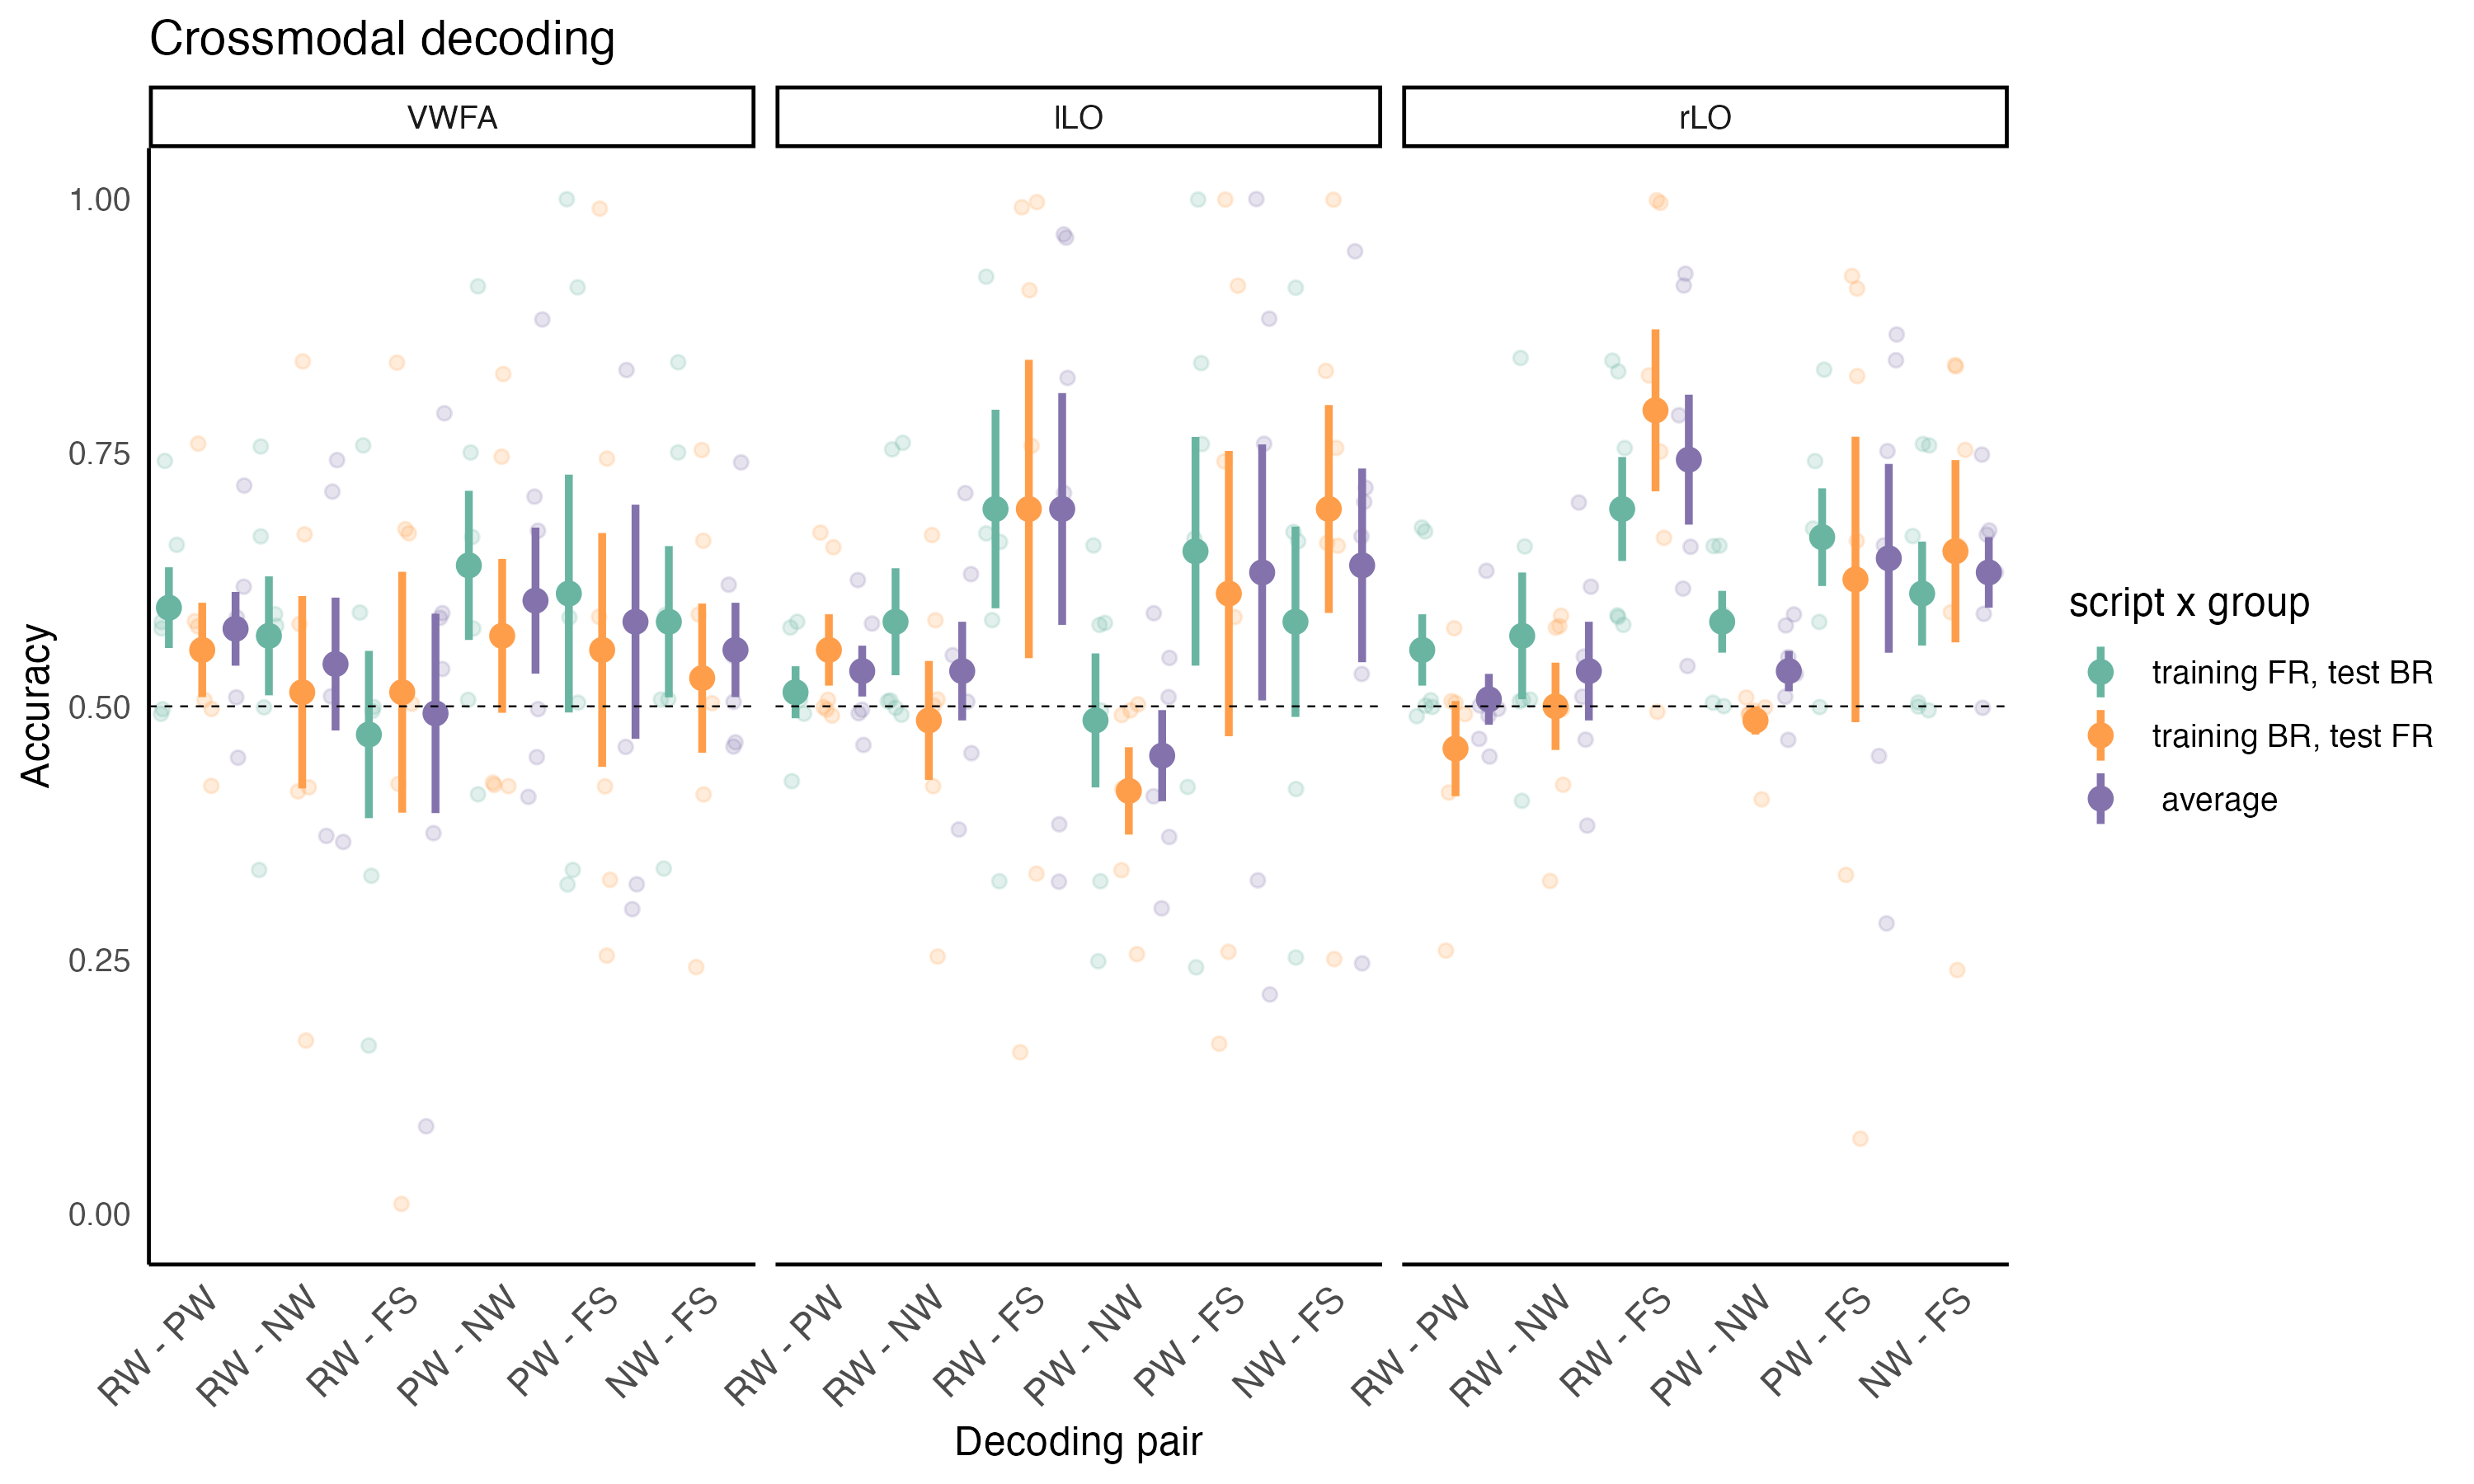 Crossmodal decoding
VWFA
lLO
rLO
1.00
0.75
0.50
0.25
0.00
Accuracy
RW - PW
RW - NW
RW - FS
PW - NW
PW - FS
NW - FS
RW - PW
RW - NW
RW - FS
PW - NW
PW - FS
NW - FS
RW - PW
RW - NW
RW - FS
PW - NW
PW - FS
NW - FS
Decoding pair
script x group
training FR, test BR
training BR, test FR
average